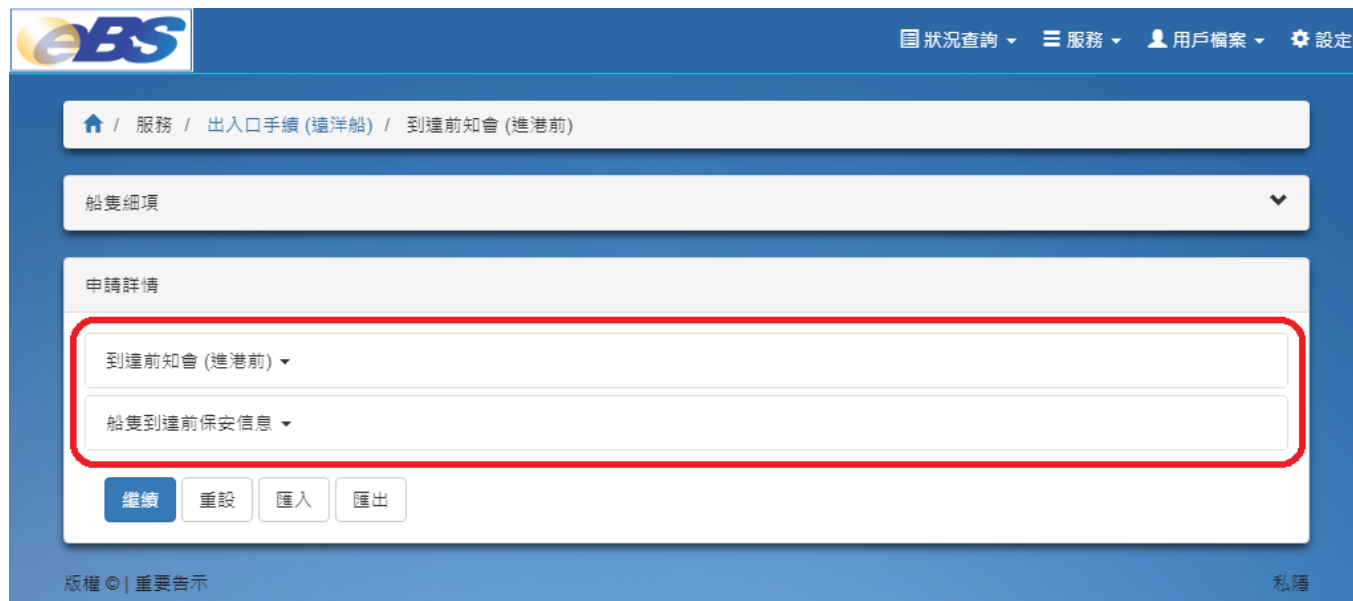 eBS
狀況查詢 服務 用戶檔案 設定
/ 服務 / 出入口手續 (遠洋船) / 到達前知會 (進港前)
船隻細項
申請詳情
到達前知會 (進港前)
船隻到達前保安信息
繼續 重設 匯入 匯出
版權 © | 重要告示 私隱